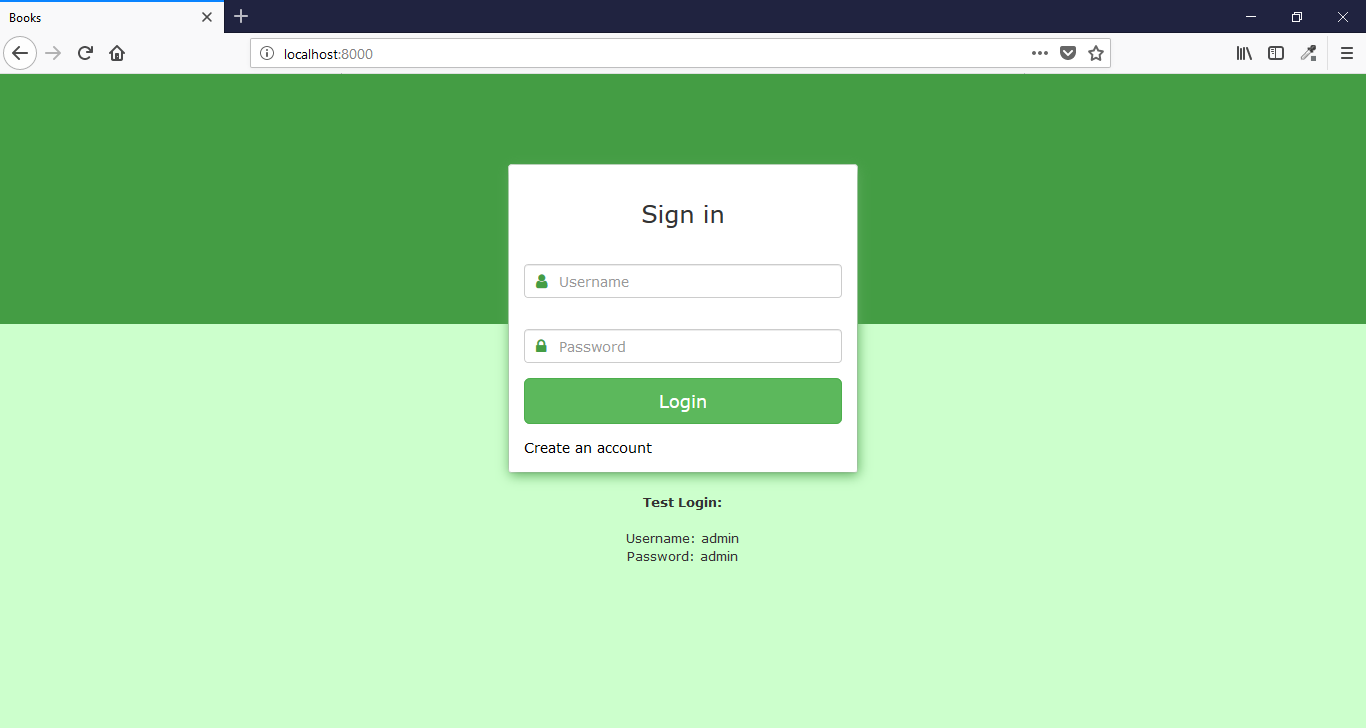 Books
localhost:8000
Sign in
Username
Password
Login
Create an account
Test Login:
Username: admin
Password: admin